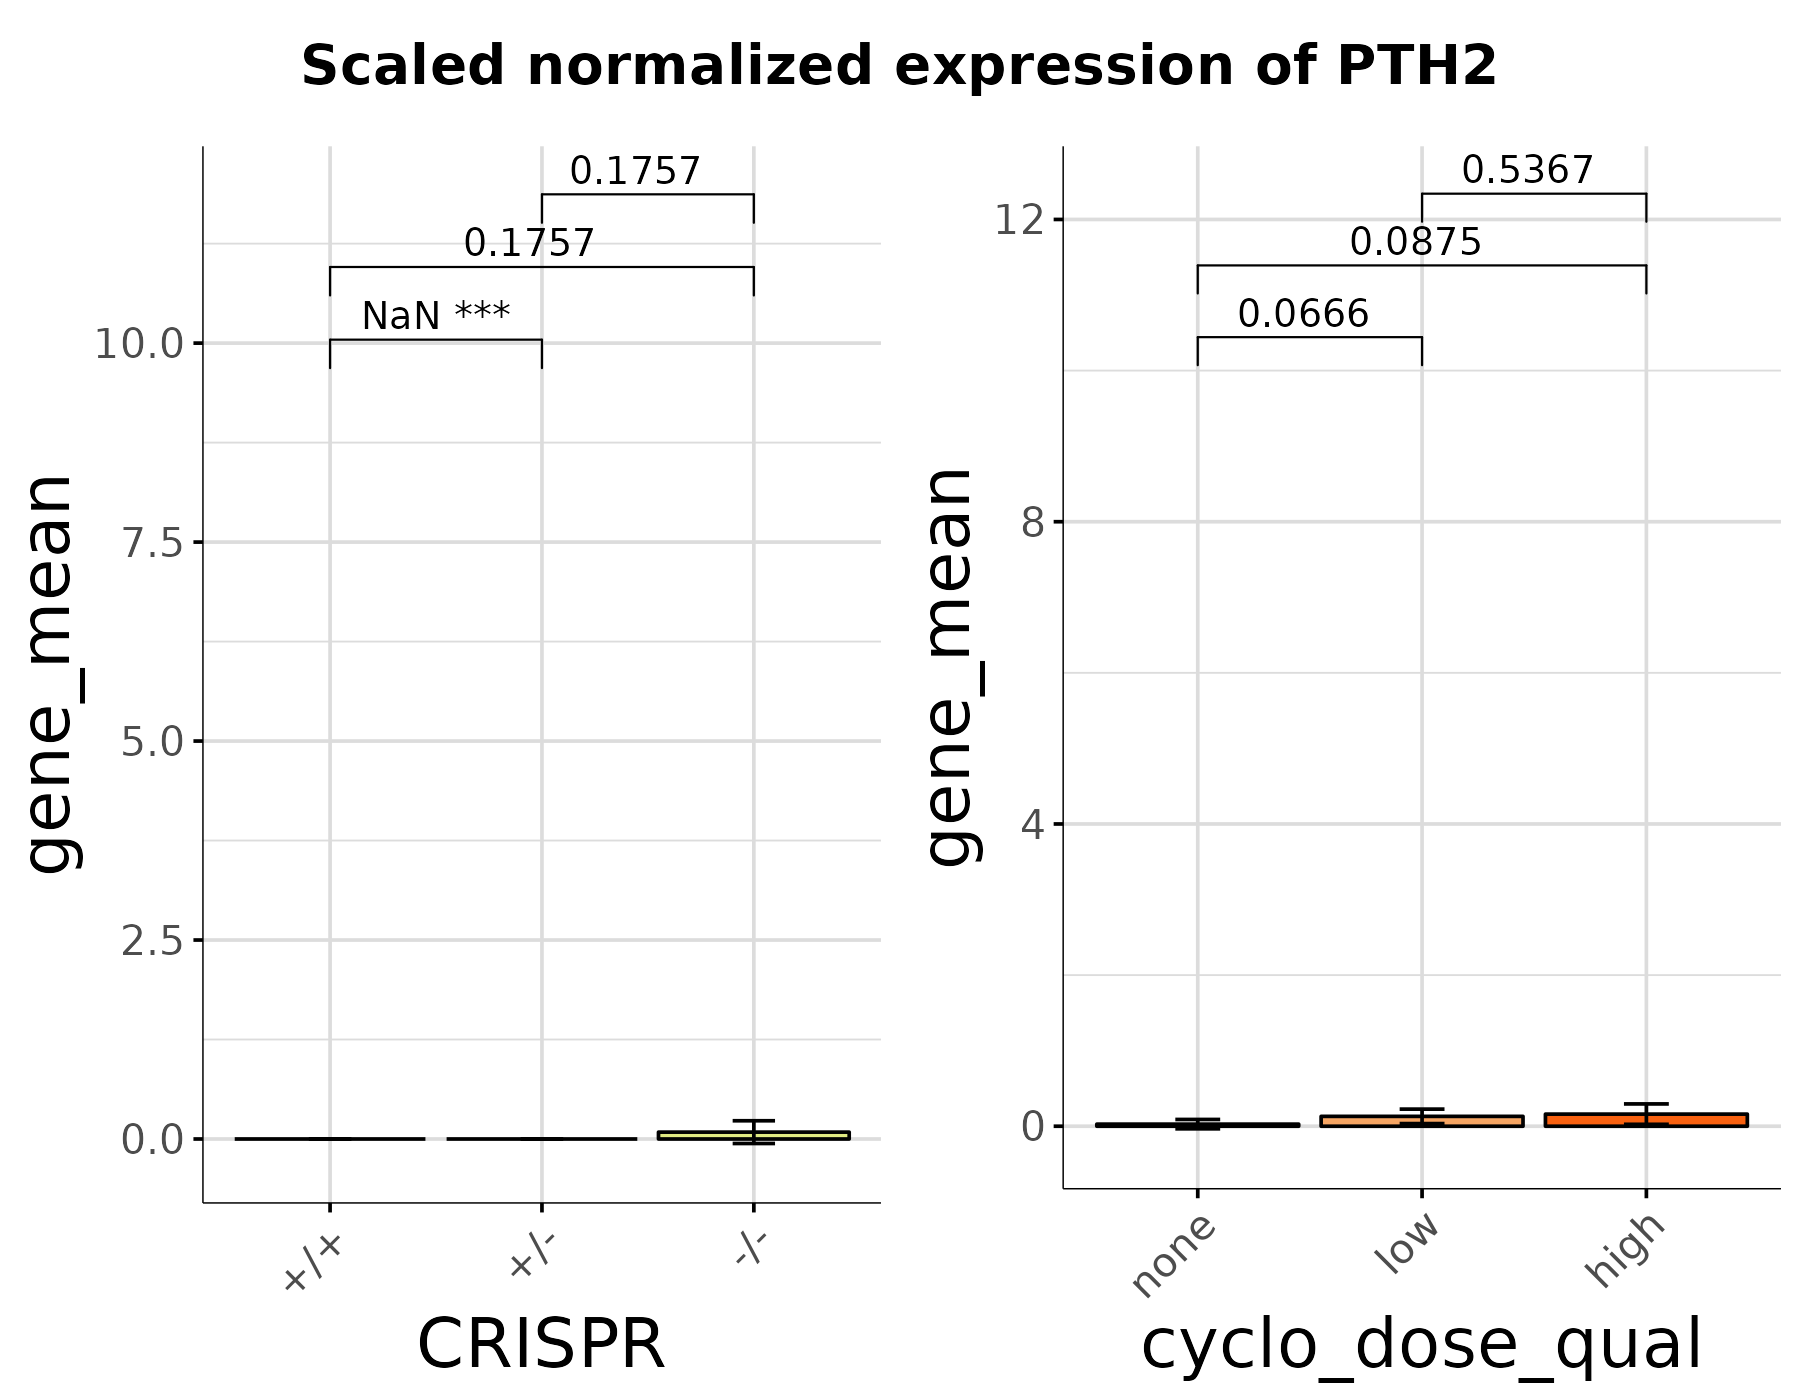 Scaled normalized expression of PTH2
gene_mean
10.0
7.5
5.0
2.5
0.0
0.1757
0.1757
NaN ***
+/+
+/-
-/-
CRISPR
gene_mean
12
8
4
0
0.5367
0.0875
0.0666
none
low
high
cyclo_dose_qual